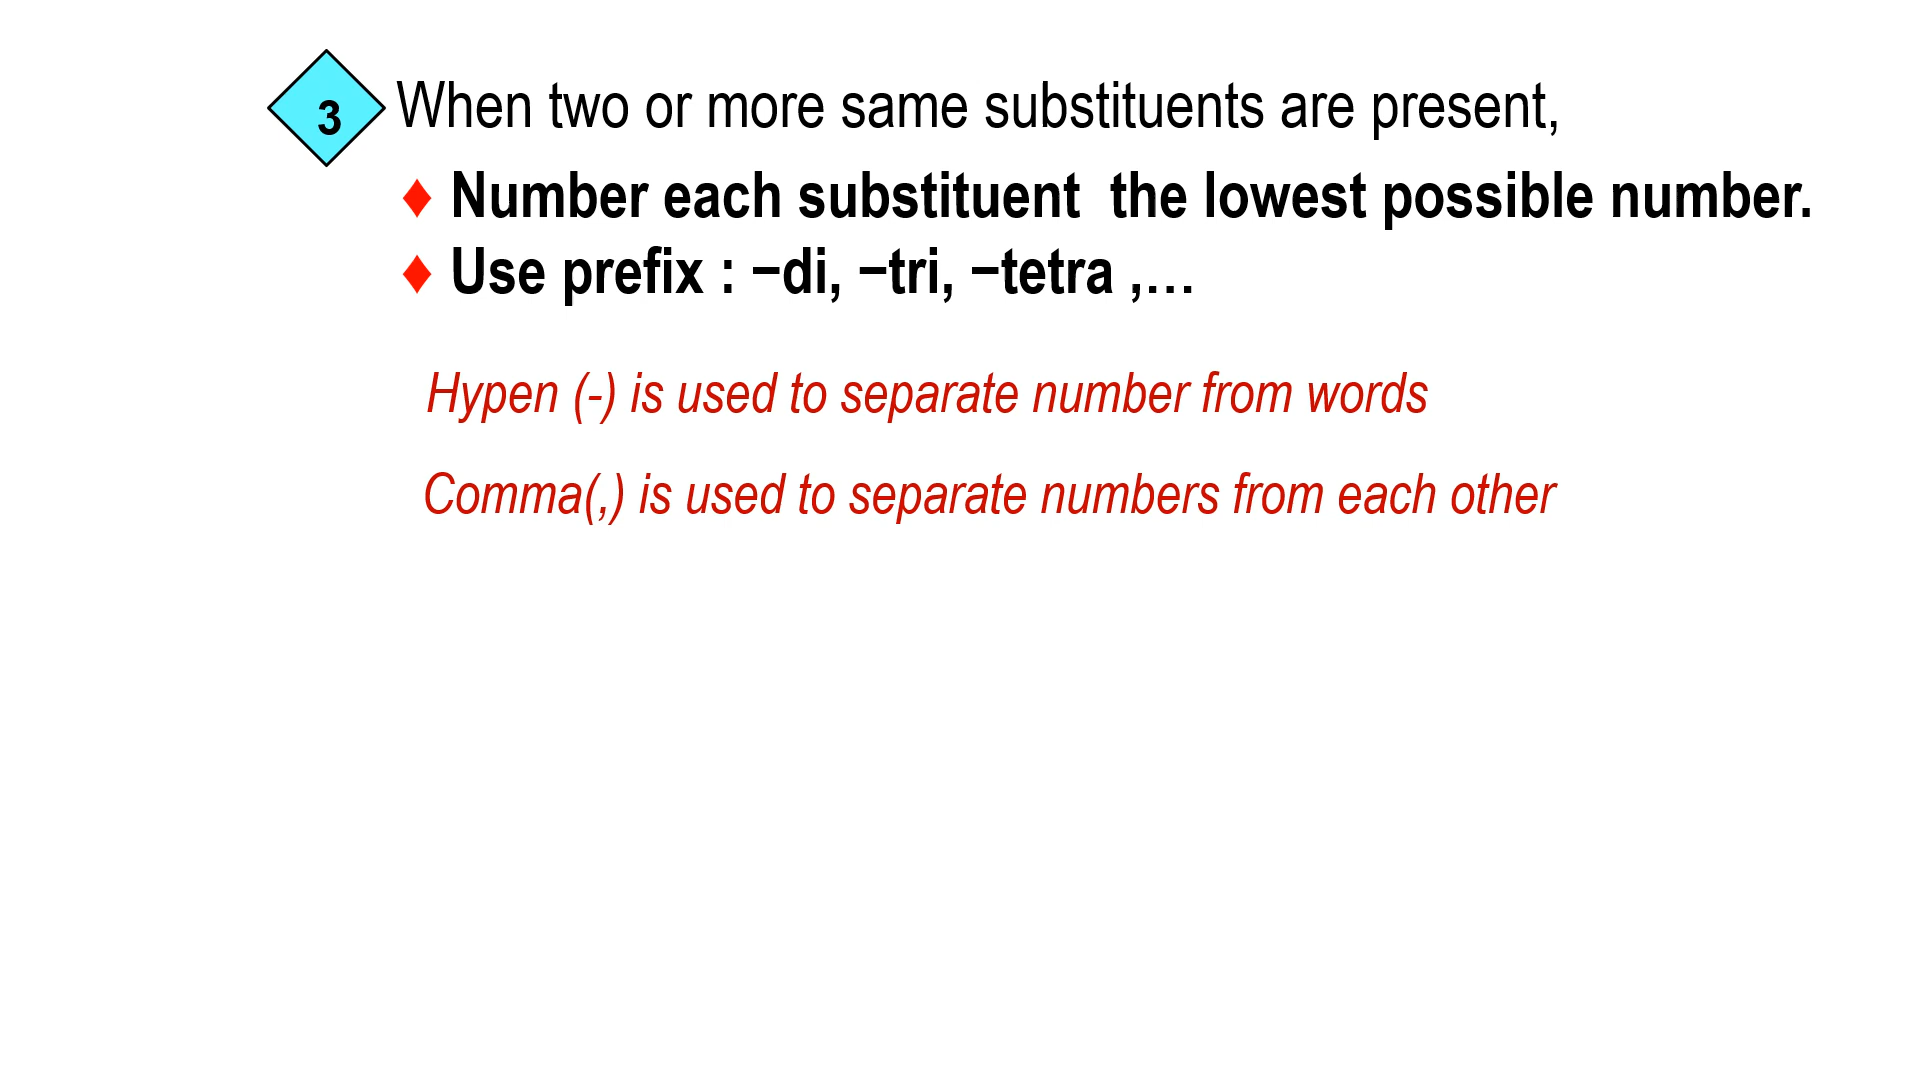 3 When two or more same substituents are present,
♦ Number each substituent  the lowest possible number.
♦ Use prefix : −di, −tri, −tetra ,…
Hypen (-) is used to separate number from words
Comma(,) is used to separate numbers from each other